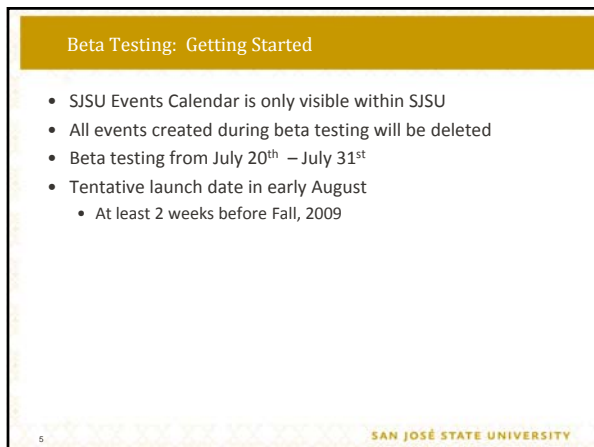 Beta Testing: Getting Started
• SJSU Events Calendar is only visible within SJSU
• All events created during beta testing will be deleted
• Beta testing from July 20th – July 31st
• Tentative launch date in early August
• At least 2 weeks before Fall, 2009
5
SAN JOSÉ STATE UNIVERSITY